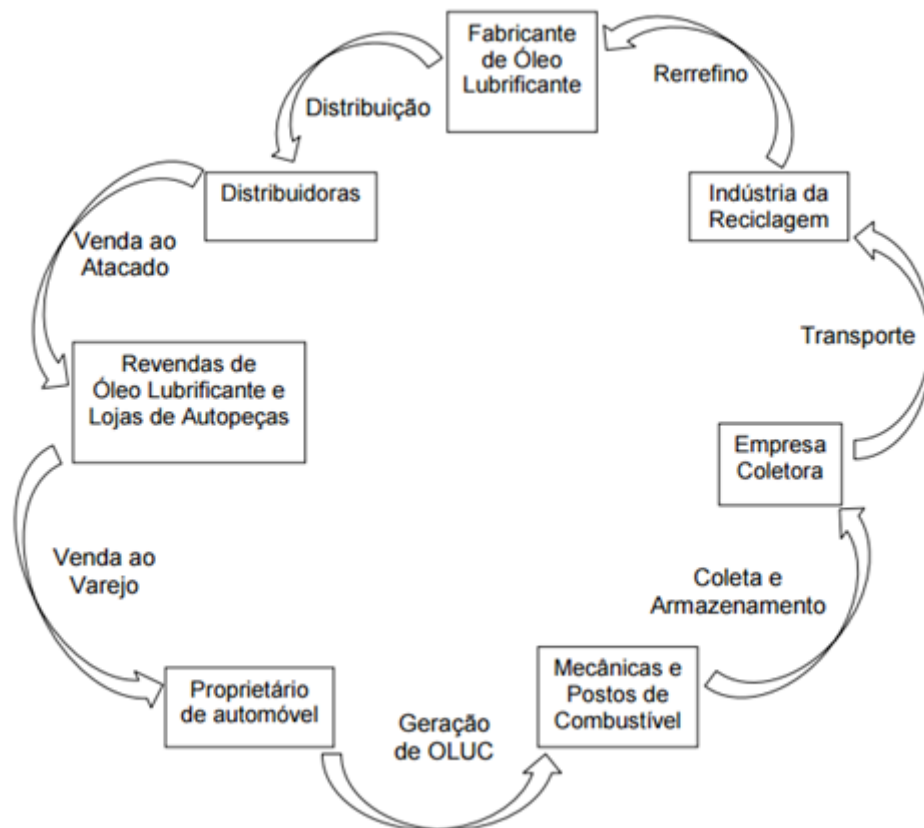 Fabricante
de Óleo
Lubrificante
Rerrefino
Distribuição
Distribuidoras
Indústria da
Reciclagem
Venda ao
Atacado
Transporte
Revendas de
Óleo Lubrificante e
Lojas de Autopeças
Empresa
Coletora
Venda ao
Varejo
Coleta e
Armazenamento
Proprietário
de automóvel
Mecânicas e
Postos de
Combustível
Geração
de OLUC